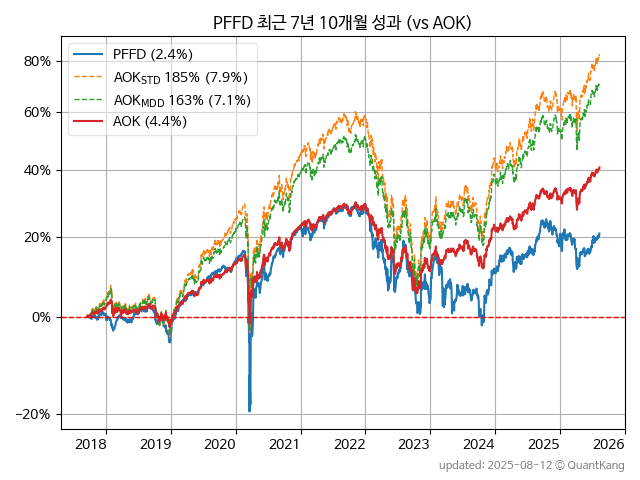 PFFD 최근 7년 10개월 성과 (vs AOK)
PFFD (2.4%)
AOK_STD 185% (7.9%)
AOK_MDD 163% (7.1%)
AOK (4.4%)
80%
60%
40%
20%
0%
−20%
2018 2019 2020 2021 2022 2023 2024 2025 2026
updated: 2025-08-12 © QuantKang